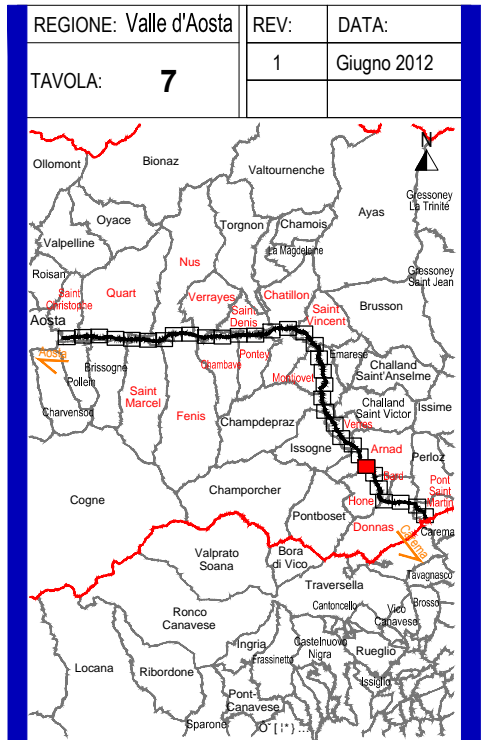 REGIONE: Valle d'Aosta
REV:
DATA:
TAVOLA:
7
1
Giugno 2012
N
Ollomont
Bionaz
Valtournenche
Gressoney
La Trinité
Ayas
Oyace
Torgnon
Chamois
Valpelline
La Magdeleine
Nus
Roisan
Gressoney
Saint Jean
Saint
Christophe
Quart
Verrayes
Chatillon
Brusson
Saint
Denis
Saint
Vincent
Aosta
Aosta
Brissogne
Chambave
Pontey
Emarese
Challand
Saint'Anselme
Pollein
Montjovet
Saint
Marcel
Fenis
Charvensod
Challand
Saint Victor
Issime
Champdepraz
Verres
Issogne
Arnad
Perloz
Bard
Pont
Saint
Martin
Cogne
Champorcher
Hone
Pontboset
Donnas
Carema
Carema
Valprato
Soana
Bora
di Vico
Tavagnasco
Traversella
Cantoncello
Vico
Canavese
Brosso
Ronco
Canavese
Ingria
Castelnuovo
Nigra
Rueglio
Frassinetto
Locana
Ribordone
Issiglio
Pont-
Canavese
Sparone